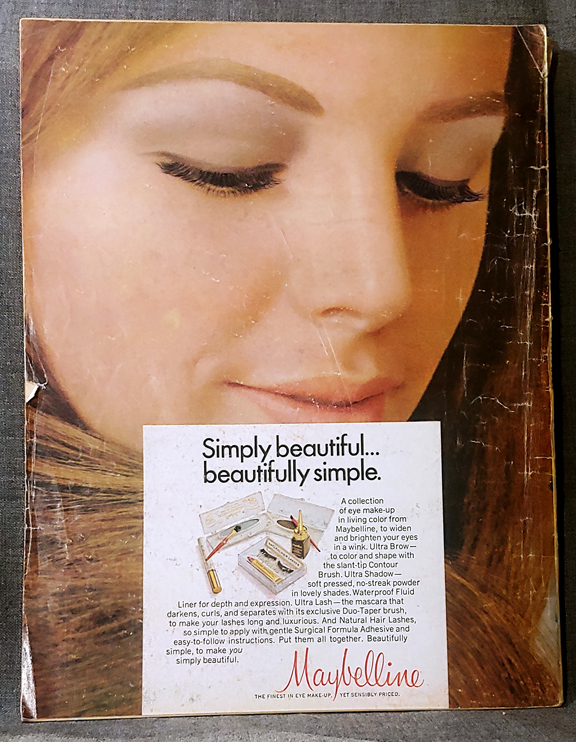 Simply beautiful...
beautifully simple.
A collection
of eye make-up
in living color from
Maybelline, to widen
and brighten your eyes
in a wink. Ultra Brow—
to color and shape with
the slant-tip Contour
Brush. Ultra Shadow—
soft pressed, no-streak powder
in lovely shades. Waterproof Fluid
Liner for depth and expression. Ultra Lash—the mascara that
darkens, curls, and separates with its exclusive Duo-Taper brush,
to make your lashes long and luxurious. And Natural Hair Lashes,
so simple to apply with gentle Surgical Formula Adhesive and
easy-to-follow instructions. Put them all together. Beautifully
simple, to make you
simply beautiful.
Maybelline
THE FINEST IN EYE MAKE-UP, YET SENSIBLY PRICED.